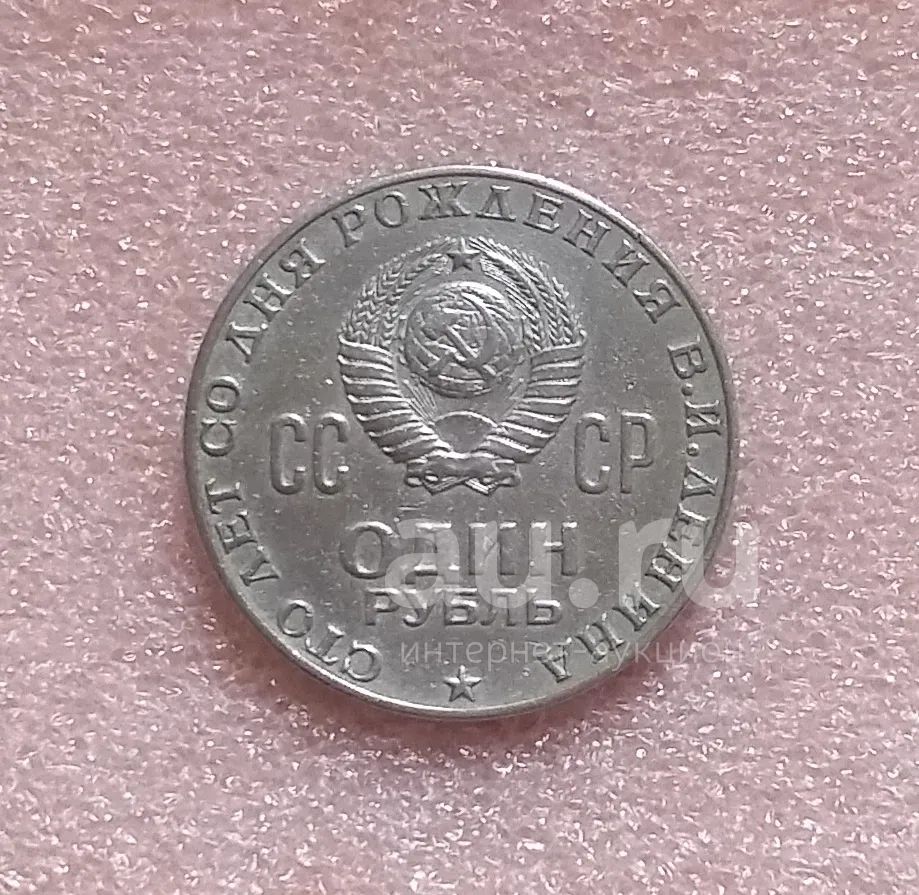 СТО ЛЕТ СО ДНЯ РОЖДЕНИЯ В.И.ЛЕНИНА
СС СР
ОДИН
РУБЛЬ
au.ru
интернет-аукцион